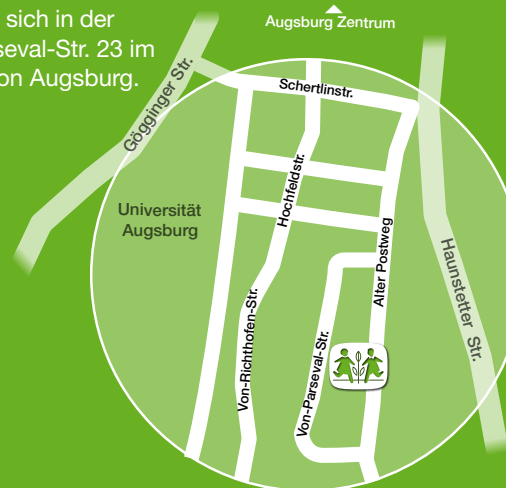 sich in der
seval-Str. 23 im
on Augsburg.
Augsburg Zentrum
Schertlinstr.
Gögginger Str.
Hochfeldstr.
Universität
Augsburg
Alter Postweg
Haunstetter Str.
Von-Richthofen-Str.
Von-Parseval-Str.